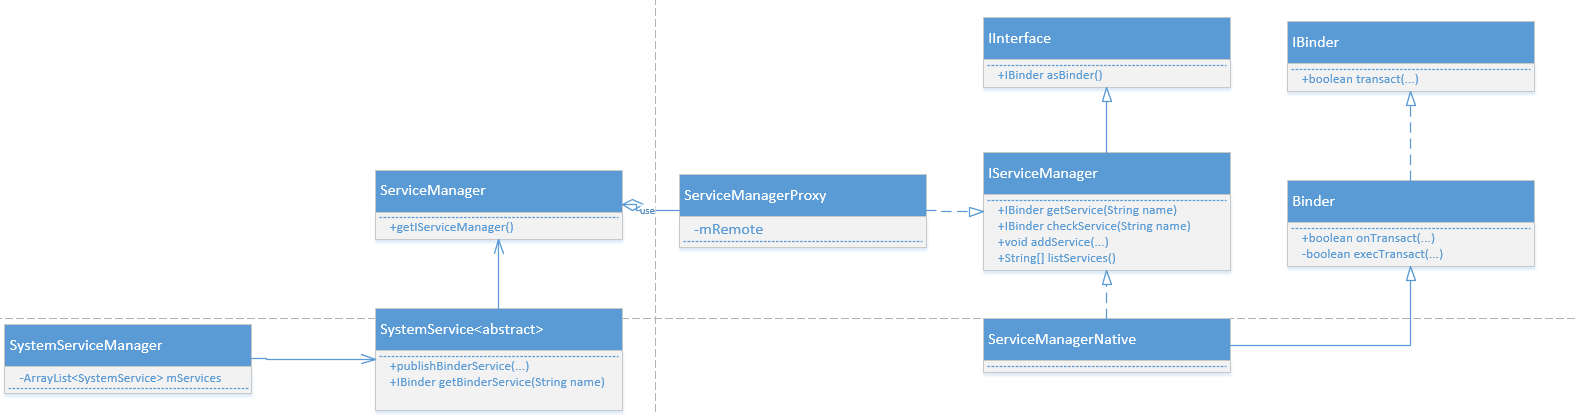 IInterface
+IBinder asBinder()
IBinder
+boolean transact(...)
ServiceManager
+getIServiceManager()
use
ServiceManagerProxy
-mRemote
IServiceManager
+IBinder getService(String name)
+IBinder checkService(String name)
+void addService(...)
+String[] listServices()
Binder
+boolean onTransact(...)
-boolean execTransact(...)
SystemServiceManager
-ArrayList<SystemService> mServices
SystemService<abstract>
+publishBinderService(...)
+IBinder getBinderService(String name)
ServiceManagerNative